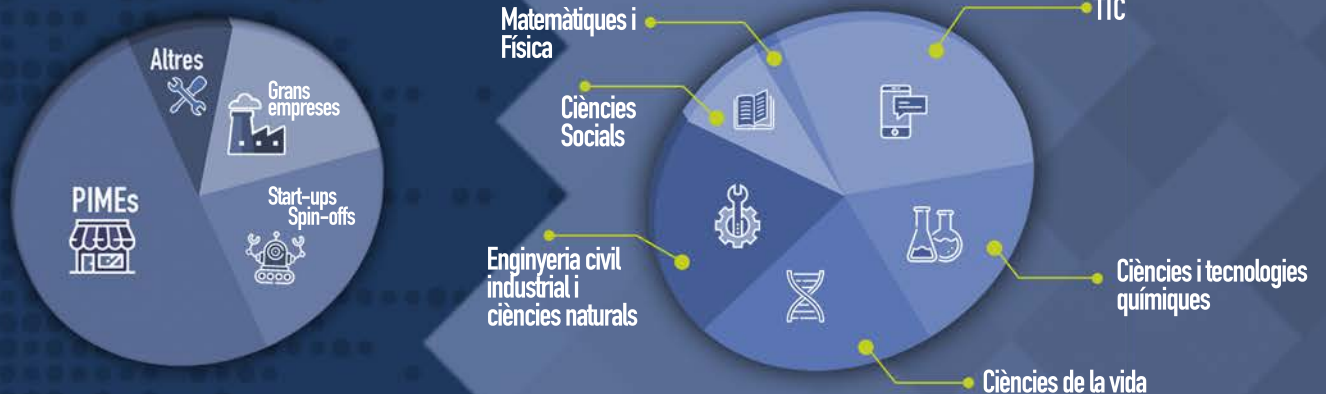 Altres
Grans
empreses
PIMEs
Start-ups
Spin-offs
Matemàtiques i
Física
TIC
Ciències
Socials
Enginyeria civil
industrial i
ciències naturals
Ciències i tecnologies
químiques
Ciències de la vida